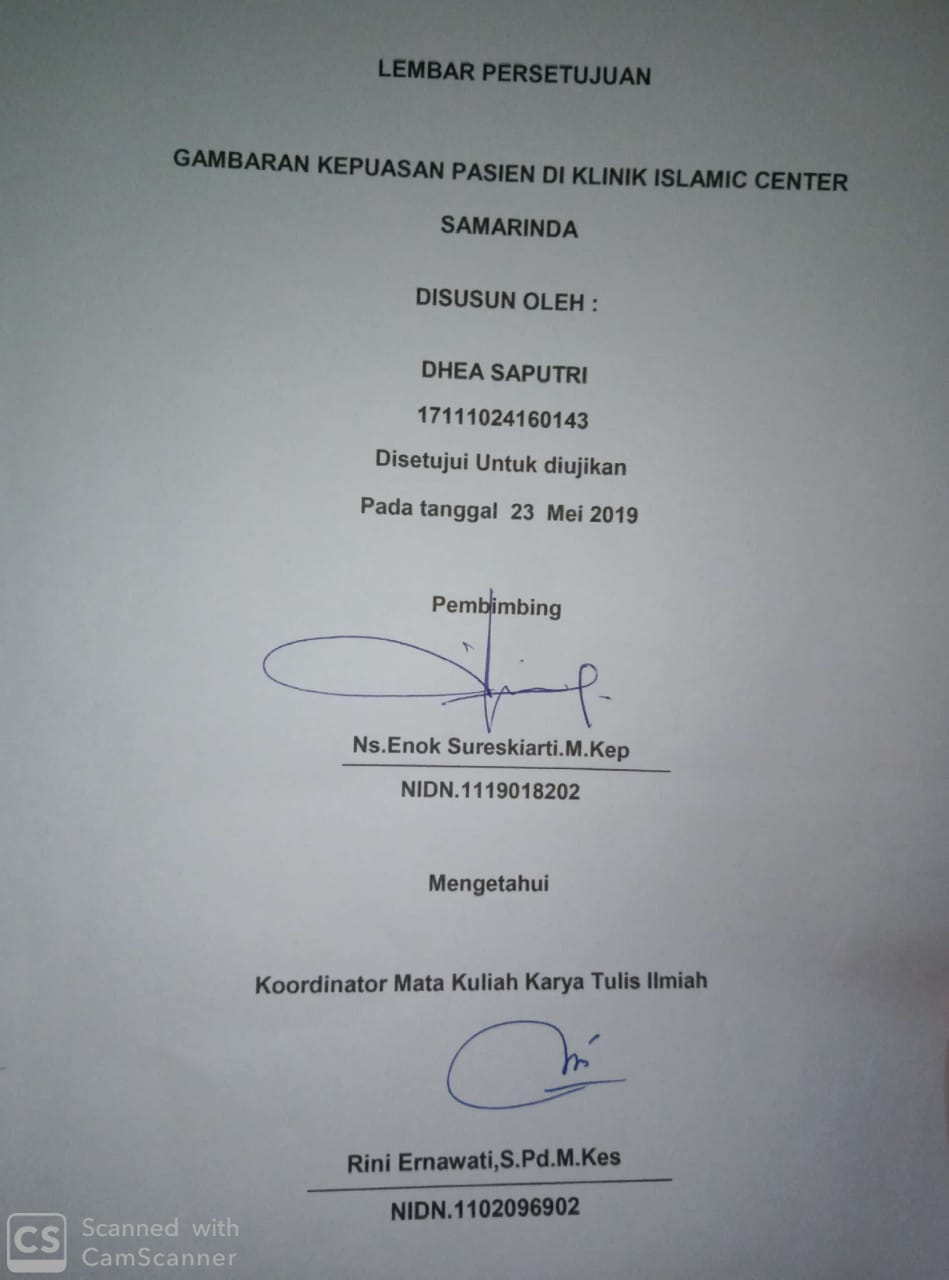 LEMBAR PERSETUJUAN
GAMBARAN KEPUASAN PASIEN DI KLINIK ISLAMIC CENTER
SAMARINDA
DISUSUN OLEH :
DHEA SAPUTRI
17111024160143
Disetujui Untuk diujikan
Pada tanggal 23 Mei 2019
Pembimbing
Ns.Enok Sureskiarti.M.Kep
NIDN.1119018202
Mengetahui
Koordinator Mata Kuliah Karya Tulis Ilmiah
Rini Ernawati,S.Pd.M.Kes
NIDN.1102096902
CS Scanned with
CamScanner